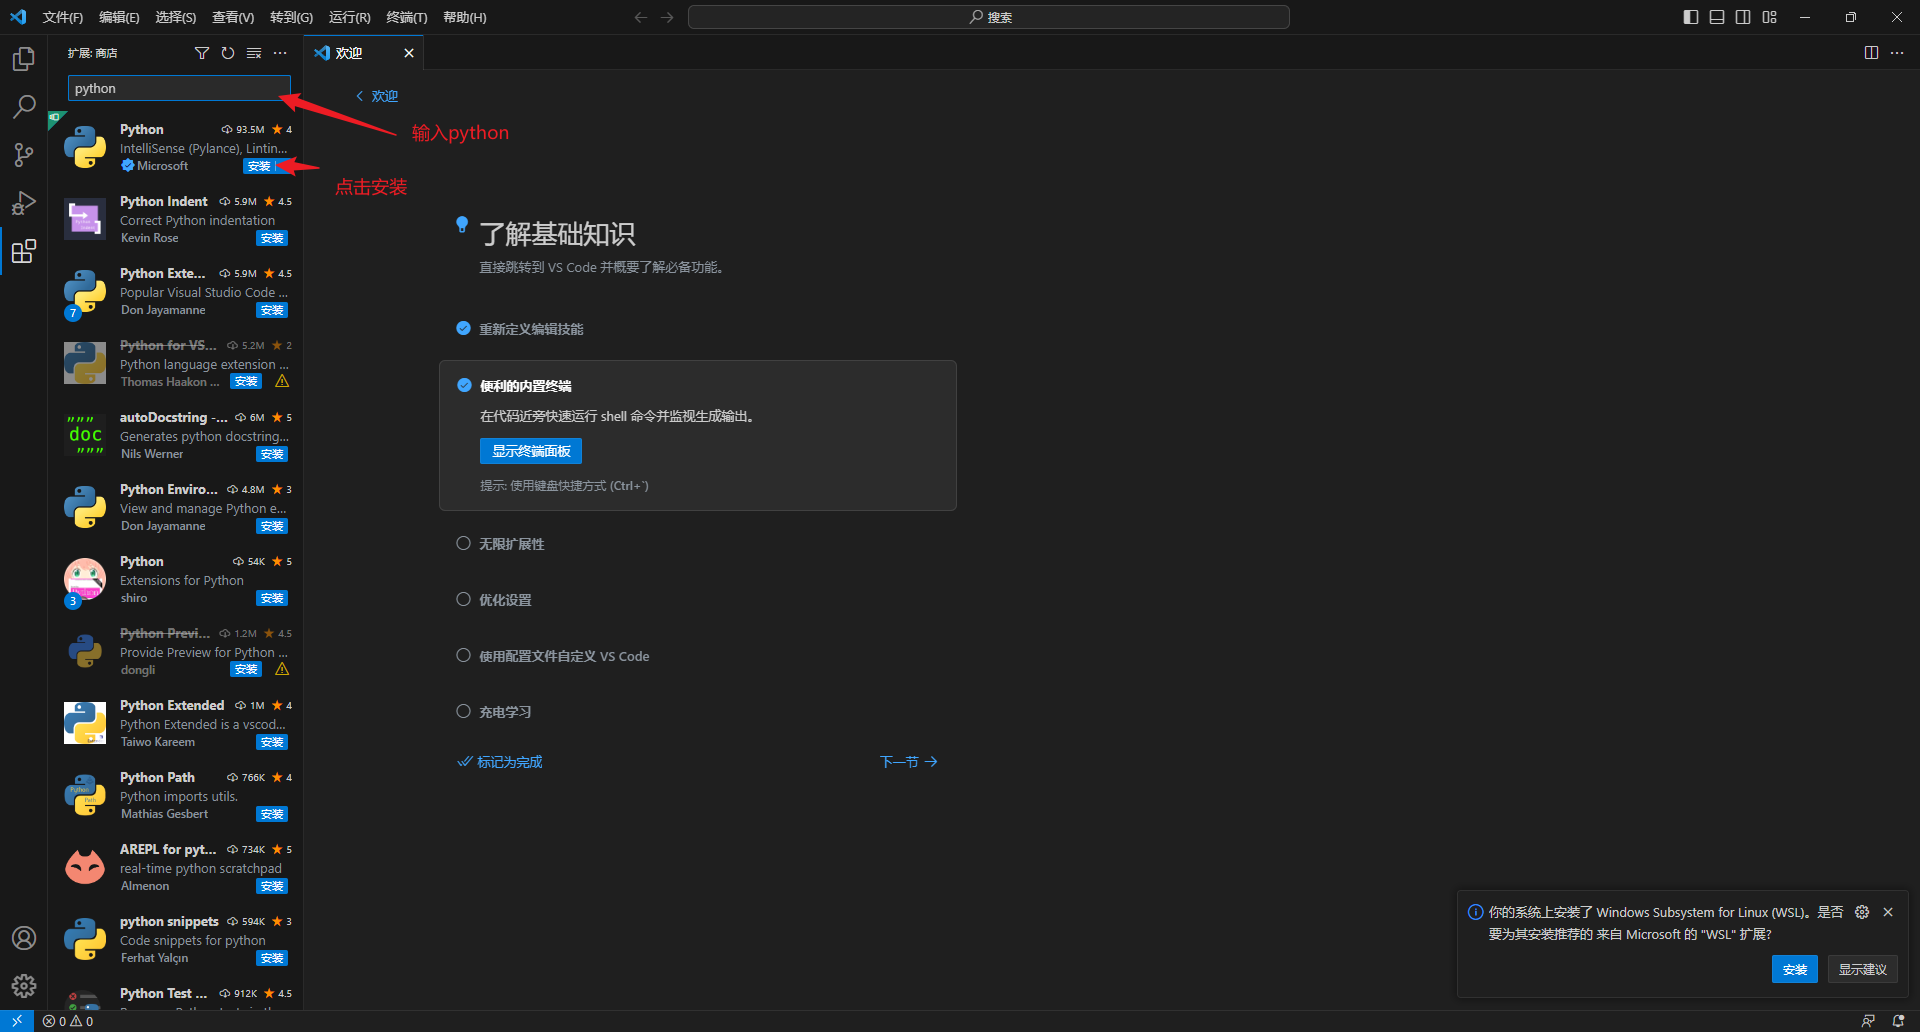 文件(F) 编辑(E) 选择(S) 查看(V) 转到(G) 运行(R) 终端(T) 帮助(H)
搜索
扩展: 商店
欢迎
python
欢迎
输入python
点击安装
Python 93.5M 4
IntelliSense (Pylance), Lintin...
Microsoft 安装
Python Indent 5.9M 4.5
Correct Python indentation
Kevin Rose 安装
Python Exte... 5.9M 4.5
Popular Visual Studio Code ...
Don Jayamanne 安装
7
Python for VS... 5.2M 2
Python language extension ...
Thomas Haakon ... 安装
autoDocstring -... 6M 5
Generates python docstring...
Nils Werner 安装
"""
doc
"""
Python Enviro... 4.8M 3
View and manage Python e...
Don Jayamanne 安装
Python 54K 5
Extensions for Python
shiro 安装
3
Python Previ... 1.2M 4.5
Provide Preview for Python ...
dongli 安装
Python Extended 1M 4
Python Extended is a vscod...
Taiwo Kareem 安装
Python Path 766K 4
Python imports utils.
Mathias Gesbert 安装
Python
Path
AREPL for pyt... 734K 5
real-time python scratchpad
Almenon 安装
python snippets 594K 3
Code snippets for python
Ferhat Yalçın 安装
Python Test ... 912K 4.5
了解基础知识
直接跳转到 VS Code 并概要了解必备功能。
重新定义编辑技能
便利的内置终端
在代码近旁快速运行 shell 命令并监视生成输出。
显示终端面板
提示: 使用键盘快捷方式 (Ctrl+`)
无限扩展性
优化设置
使用配置文件自定义 VS Code
充电学习
标记为完成 下一节
你的系统上安装了 Windows Subsystem for Linux (WSL)。是否
要为其安装推荐的 来自 Microsoft 的 "WSL" 扩展?
安装 显示建议
0 0